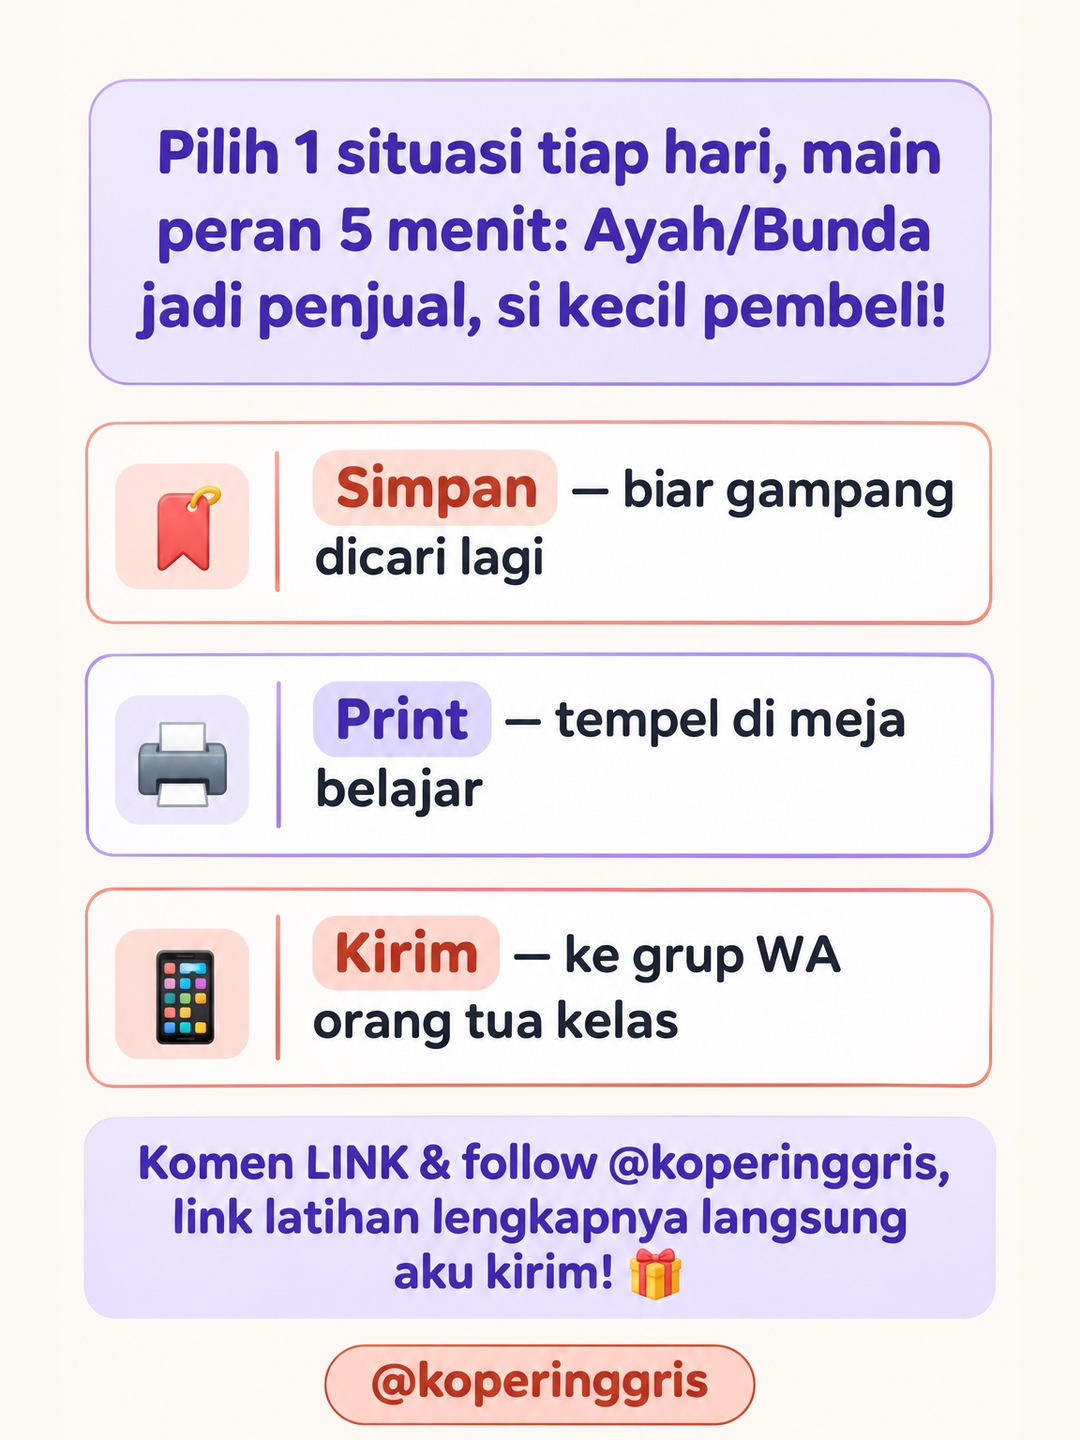 Pilih 1 situasi tiap hari, main
peran 5 menit: Ayah/Bunda
jadi penjual, si kecil pembeli!
Simpan — biar gampang
dicari lagi
Print — tempel di meja
belajar
Kirim — ke grup WA
orang tua kelas
Komen LINK & follow @koperinggris,
link latihan lengkapnya langsung
aku kirim! 🎁
@koperinggris